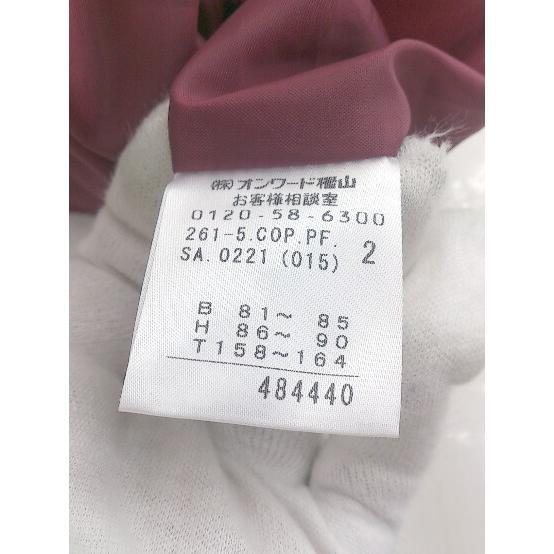 ㈱オンワード樫山
お客様相談室
0120-58-6300
261-5.COP.PF.
SA.0221(015) 2
B 81～ 85
H 86～ 90
T158～164
484440